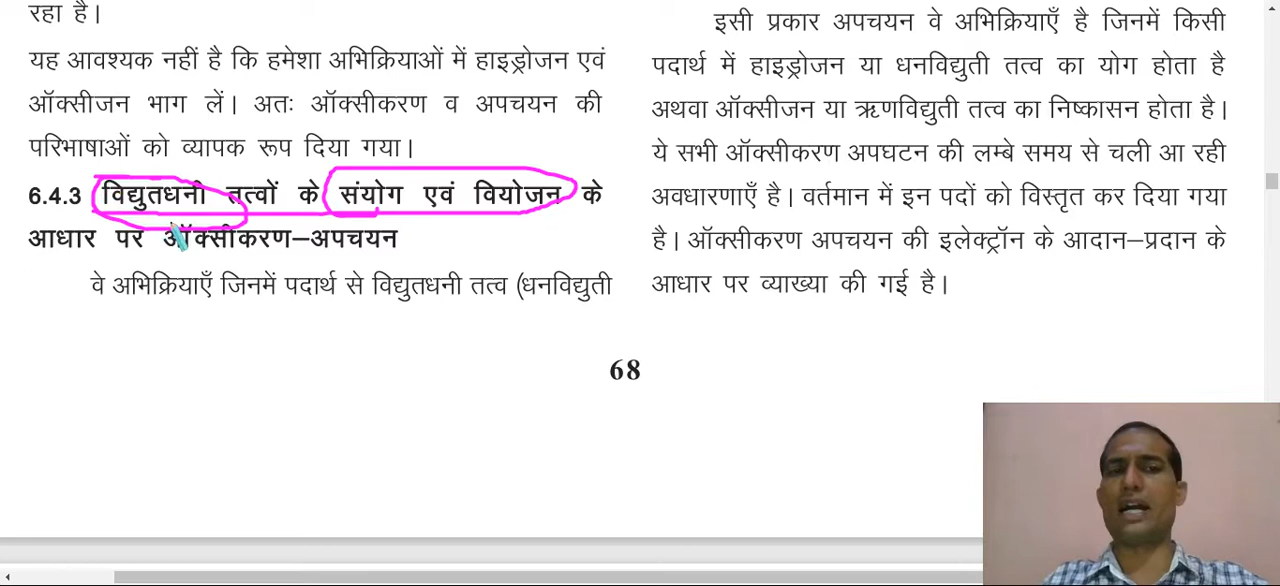 रहा है।
यह आवश्यक नहीं है कि हमेशा अभिक्रियाओं में हाइड्रोजन एवं
ऑक्सीजन भाग लें। अतः ऑक्सीकरण व अपचयन की
परिभाषाओं को व्यापक रूप दिया गया।
6.4.3 विद्युतधनी तत्वों के संयोग एवं वियोजन के
आधार पर ऑक्सीकरण–अपचयन
वे अभिक्रियाएँ जिनमें पदार्थ से विद्युतधनी तत्व (धनविद्युती
इसी प्रकार अपचयन वे अभिक्रियाएँ है जिनमें किसी
पदार्थ में हाइड्रोजन या धनविद्युती तत्व का योग होता है
अथवा ऑक्सीजन या ऋणविद्युती तत्व का निष्कासन होता है।
ये सभी ऑक्सीकरण अपघटन की लम्बे समय से चली आ रही
अवधारणाएँ है। वर्तमान में इन पदों को विस्तृत कर दिया गया
है। ऑक्सीकरण अपचयन की इलेक्ट्रॉन के आदान–प्रदान के
आधार पर व्याख्या की गई है।
68